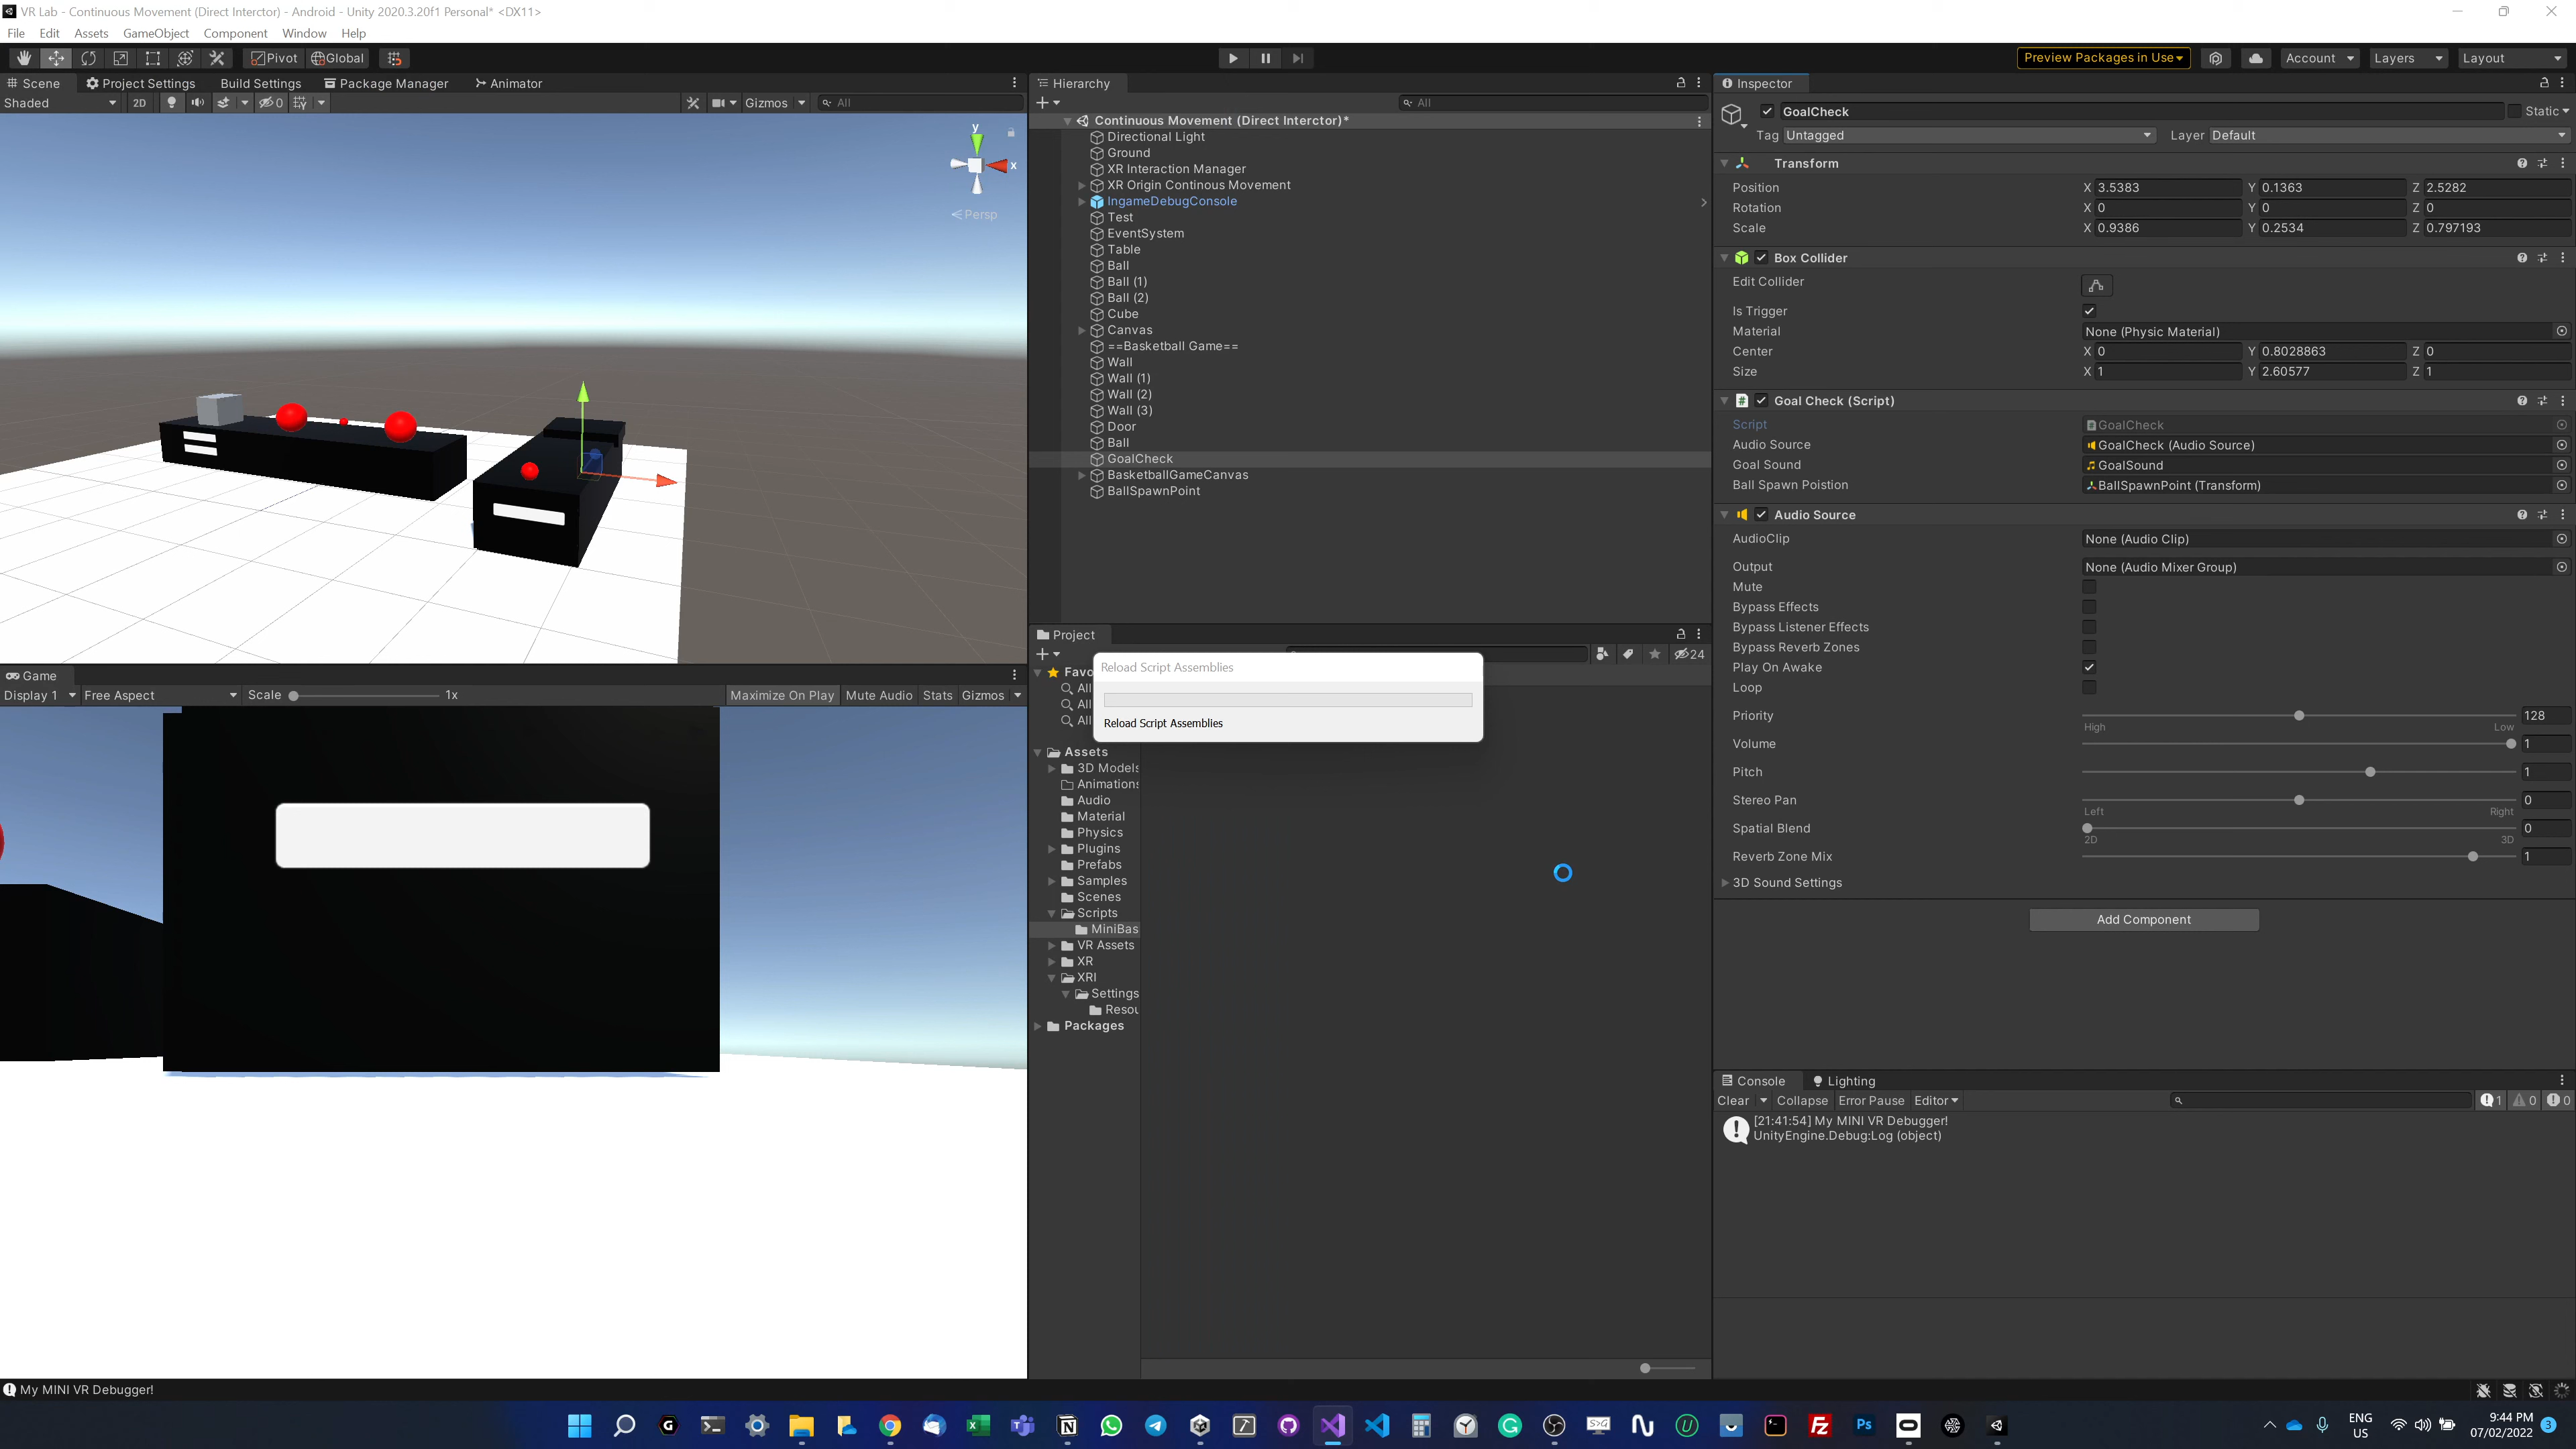 VR Lab - Continuous Movement (Direct Interctor) - Android - Unity 2020.3.20f1 Personal* <DX11>
File Edit Assets GameObject Component Window Help
Pivot Global
Preview Packages in Use Account Layers Layout
Scene Project Settings Build Settings Package Manager Animator
Shaded 2D 0 Gizmos All
y
x
Persp
Game
Display 1 Free Aspect Scale 1x Maximize On Play Mute Audio Stats Gizmos
Hierarchy
All
Continuous Movement (Direct Interctor)*
Directional Light
Ground
XR Interaction Manager
XR Origin Continous Movement
IngameDebugConsole
Test
EventSystem
Table
Ball
Ball (1)
Ball (2)
Cube
Canvas
==Basketball Game==
Wall
Wall (1)
Wall (2)
Wall (3)
Door
Ball
GoalCheck
BasketballGameCanvas
BallSpawnPoint
Project
24
Favo
All
All
All
Reload Script Assemblies
Reload Script Assemblies
Assets
3D Models
Animations
Audio
Material
Physics
Plugins
Prefabs
Samples
Scenes
Scripts
MiniBas
VR Assets
XR
XRI
Settings
Resou
Packages
Inspector
GoalCheck Static
Tag Untagged Layer Default
Transform
Position X 3.5383 Y 0.1363 Z 2.5282
Rotation X 0 Y 0 Z 0
Scale X 0.9386 Y 0.2534 Z 0.797193
Box Collider
Edit Collider
Is Trigger
Material None (Physic Material)
Center X 0 Y 0.8028863 Z 0
Size X 1 Y 2.60577 Z 1
Goal Check (Script)
Script GoalCheck
Audio Source GoalCheck (Audio Source)
Goal Sound GoalSound
Ball Spawn Poistion BallSpawnPoint (Transform)
Audio Source
AudioClip None (Audio Clip)
Output None (Audio Mixer Group)
Mute
Bypass Effects
Bypass Listener Effects
Bypass Reverb Zones
Play On Awake
Loop
Priority 128
High Low
Volume 1
Pitch 1
Stereo Pan 0
Left Right
Spatial Blend 0
2D 3D
Reverb Zone Mix 1
3D Sound Settings
Add Component
Console Lighting
Clear Collapse Error Pause Editor 1 0 0
[21:41:54] My MINI VR Debugger!
UnityEngine.Debug:Log (object)
My MINI VR Debugger!
ENG
US
9:44 PM
07/02/2022
3